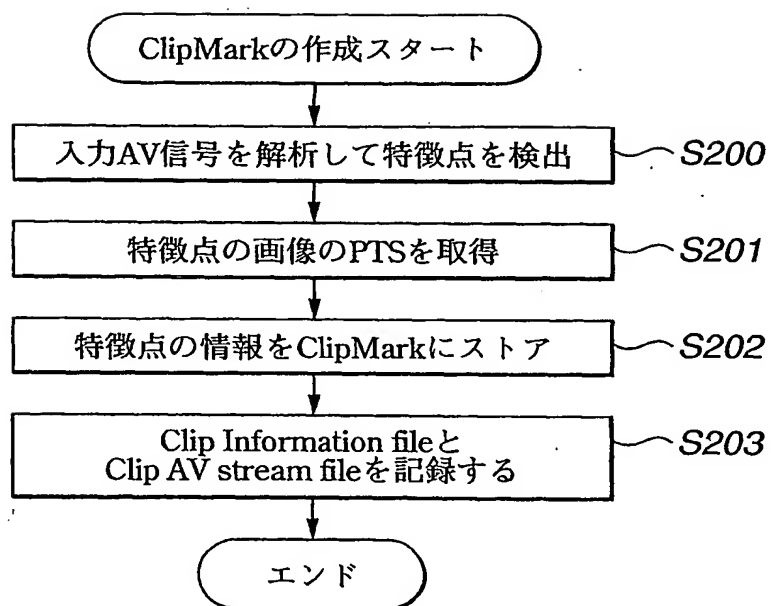 ClipMarkの作成スタート
入力AV信号を解析して特徴点を検出
S200
特徴点の画像のPTSを取得
S201
特徴点の情報をClipMarkにストア
S202
Clip Information fileと
Clip AV stream fileを記録する
S203
エンド